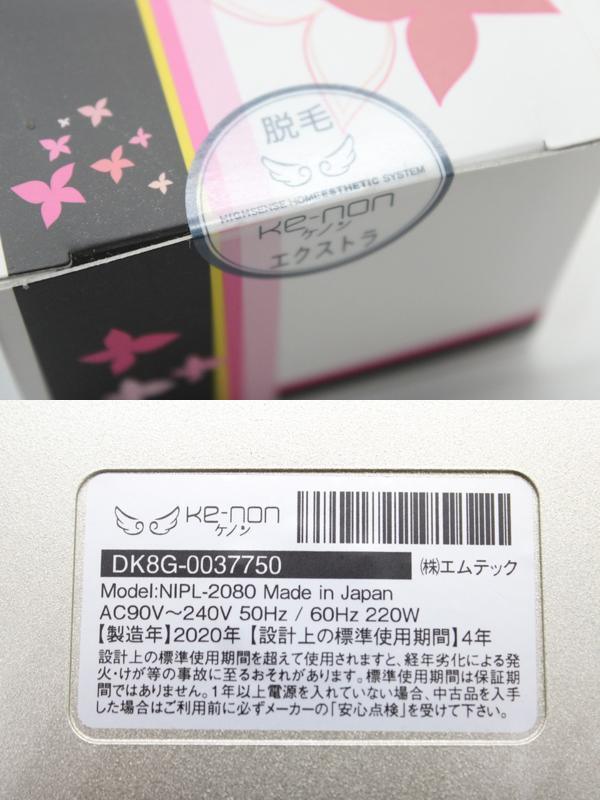 脱毛
HIGHSENSE HOMEESTHETIC SYSTEM
Ke-non
ケノン
エクストラ
Ke-non
ケノン
DK8G-0037750
㈱エムテック
Model:NIPL-2080 Made in Japan
AC90V～240V 50Hz / 60Hz 220W
【製造年】2020年 【設計上の標準使用期間】4年
設計上の標準使用期間を超えて使用されますと、経年劣化による発
火・けが等の事故に至るおそれがあります。標準使用期間は保証期
間ではありません。1年以上電源を入れていない場合、中古品を入手
した場合はご利用前に必ずメーカーの「安心点検」を受けて下さい。